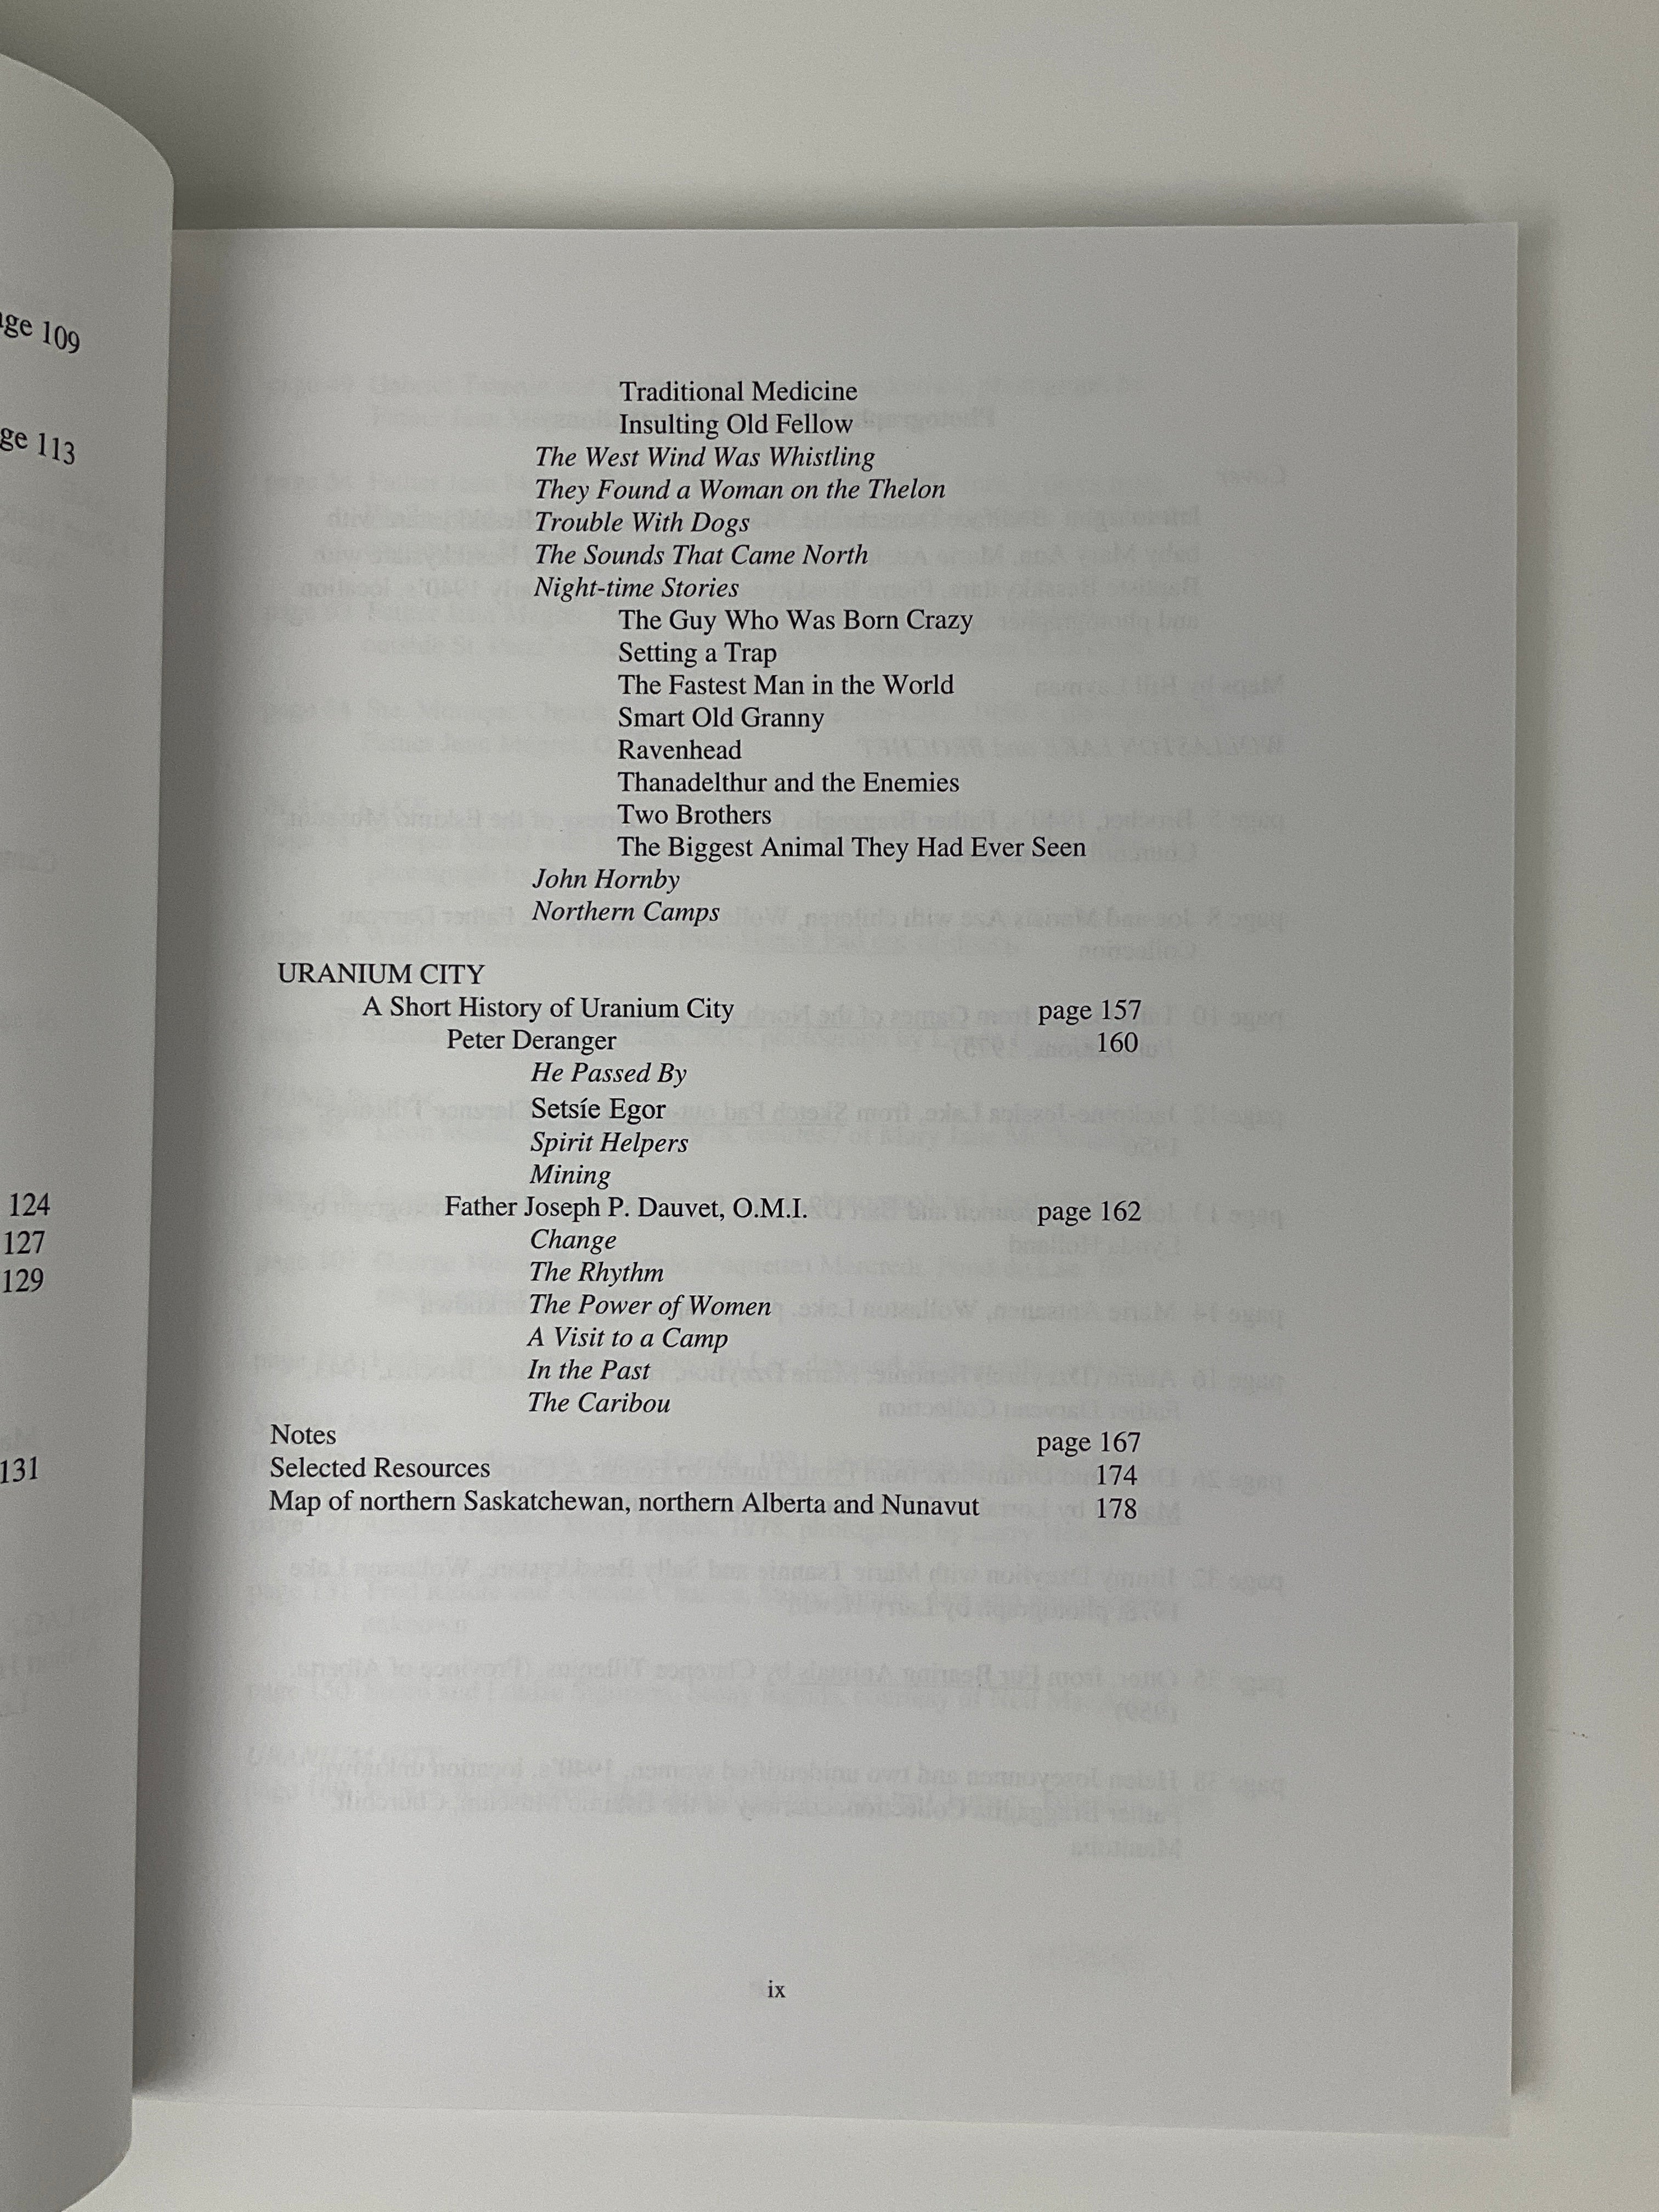 age 109
ge 113
124
127
129
131
Traditional Medicine
Insulting Old Fellow
The West Wind Was Whistling
They Found a Woman on the Thelon
Trouble With Dogs
The Sounds That Came North
Night-time Stories
The Guy Who Was Born Crazy
Setting a Trap
The Fastest Man in the World
Smart Old Granny
Ravenhead
Thanadelthur and the Enemies
Two Brothers
The Biggest Animal They Had Ever Seen
John Hornby
Northern Camps
URANIUM CITY
A Short History of Uranium City page 157
Peter Deranger 160
He Passed By
Setsíe Egor
Spirit Helpers
Mining
Father Joseph P. Dauvet, O.M.I. page 162
Change
The Rhythm
The Power of Women
A Visit to a Camp
In the Past
The Caribou
Notes page 167
Selected Resources 174
Map of northern Saskatchewan, northern Alberta and Nunavut 178
ix